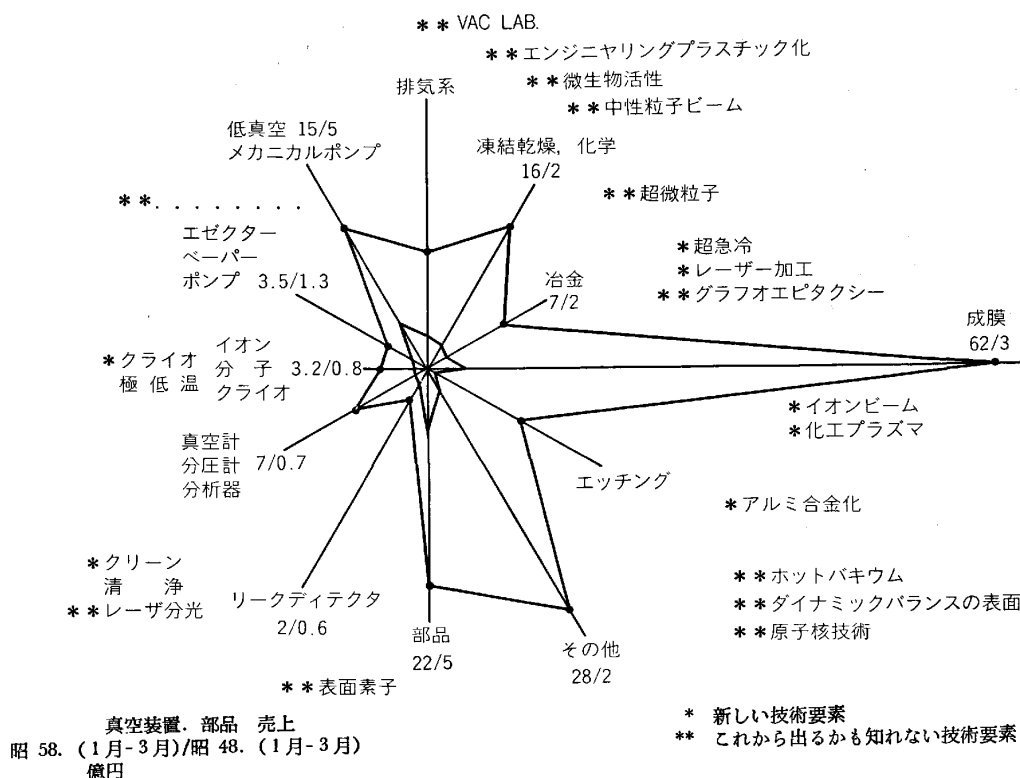 ** VAC LAB.
** エンジニヤリングプラスチック化
** 微生物活性
** 中性粒子ビーム
排気系
低真空 15/5
メカニカルポンプ
凍結乾燥, 化学
16/2
** . . . . . . . .
** 超微粒子
エゼクター
ベーパー
ポンプ 3.5/1.3
* 超急冷
* レーザー加工
** グラフオエピタクシー
冶金
7/2
成膜
62/3
* クライオ イオン
極低温 分子 3.2/0.8
クライオ
* イオンビーム
* 化工プラズマ
真空計
分圧計 7/0.7
分析器
エッチング
* アルミ合金化
* クリーン
清浄
** レーザ分光
リークディテクタ
2/0.6
部品
22/5
その他
28/2
** ホットバキウム
** ダイナミックバランスの表面
** 原子核技術
** 表面素子
真空装置. 部品 売上
昭 58. (1月-3月)/昭 48. (1月-3月)
億円
* 新しい技術要素
** これから出るかも知れない技術要素